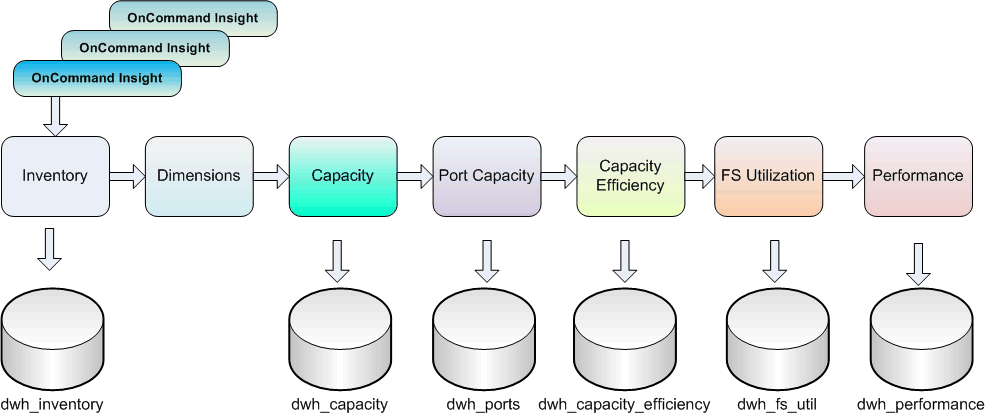 OnCommand Insight
OnCommand Insight
OnCommand Insight
Inventory
Dimensions
Capacity
Port Capacity
Capacity
Efficiency
FS Utilization
Performance
dwh_inventory
dwh_capacity
dwh_ports
dwh_capacity_efficiency
dwh_fs_util
dwh_performance